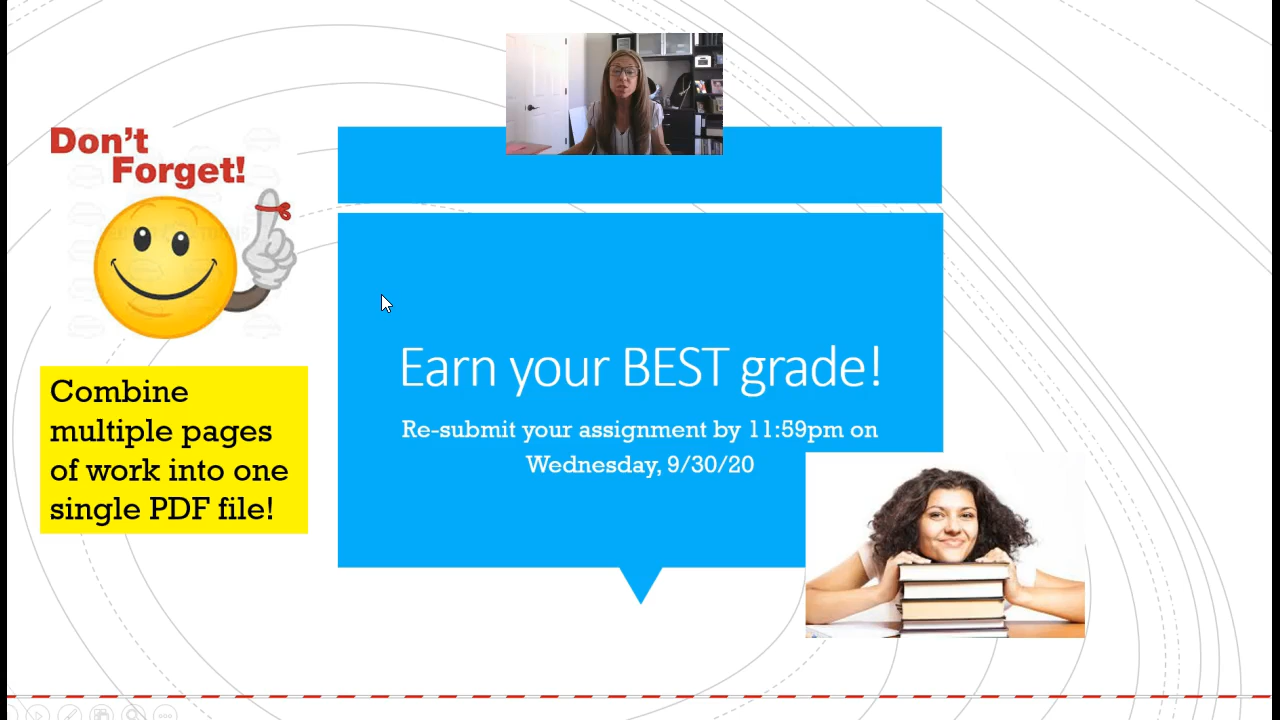 Don't
Forget!
Combine
multiple pages
of work into one
single PDF file!
Earn your BEST grade!
Re-submit your assignment by 11:59pm on
Wednesday, 9/30/20